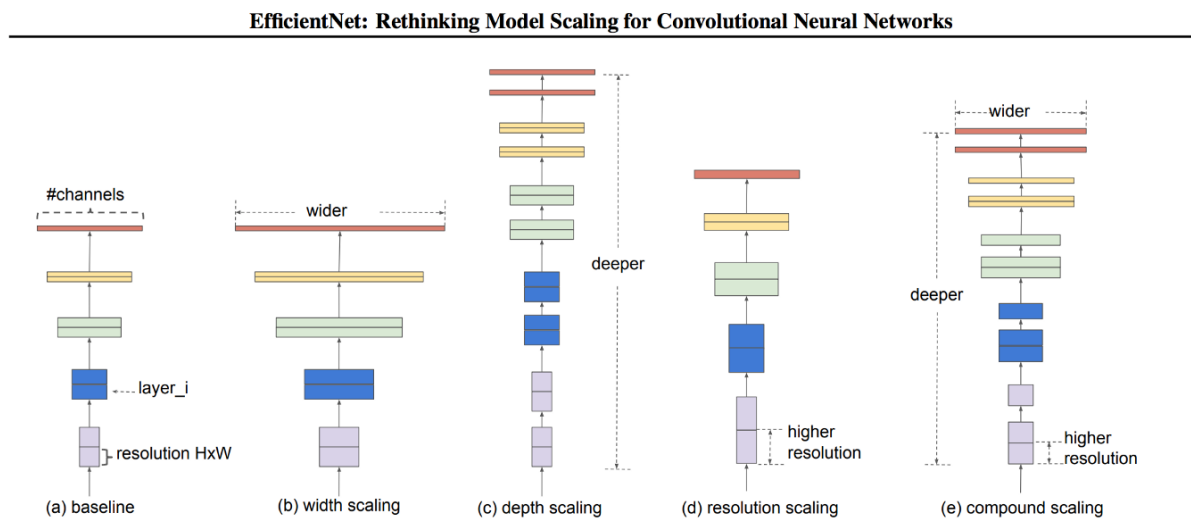 EfficientNet: Rethinking Model Scaling for Convolutional Neural Networks
#channels
layer_i
resolution HxW
(a) baseline
wider
(b) width scaling
deeper
(c) depth scaling
higher
resolution
(d) resolution scaling
wider
deeper
higher
resolution
(e) compound scaling